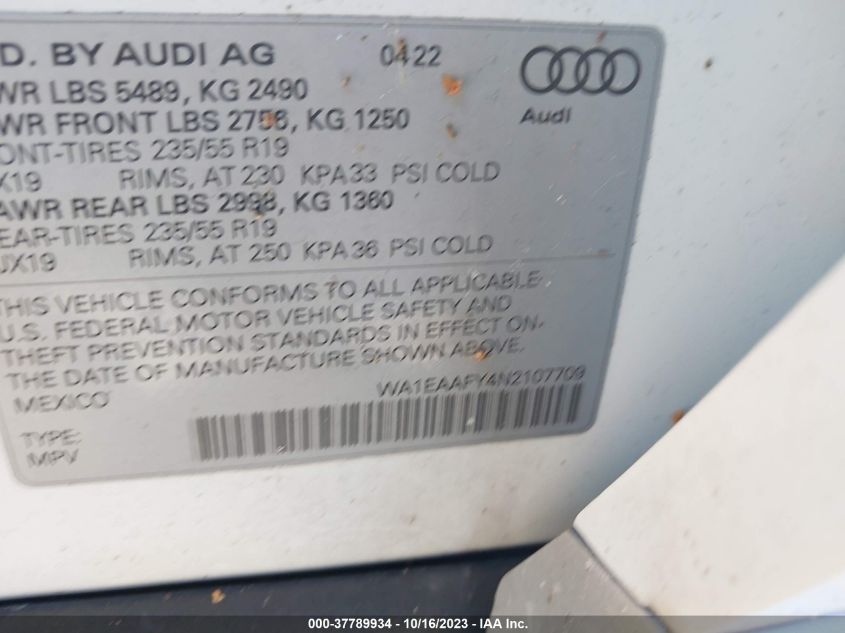 D. BY AUDI AG 04 22
WR LBS 5489, KG 2490
WR FRONT LBS 2756, KG 1250
ONT-TIRES 235/55 R19
X19 RIMS, AT 230 KPA33 PSI COLD
AWR REAR LBS 2998, KG 1360
EAR-TIRES 235/55 R19
JX19 RIMS, AT 250 KPA36 PSI COLD
Audi
THIS VEHICLE CONFORMS TO ALL APPLICABLE
U.S. FEDERAL MOTOR VEHICLE SAFETY AND
THEFT PREVENTION STANDARDS IN EFFECT ON
THE DATE OF MANUFACTURE SHOWN ABOVE.
MEXICO WA1EAAFY4N2107709
TYPE:
MPV
000-37789934 - 10/16/2023 - IAA Inc.